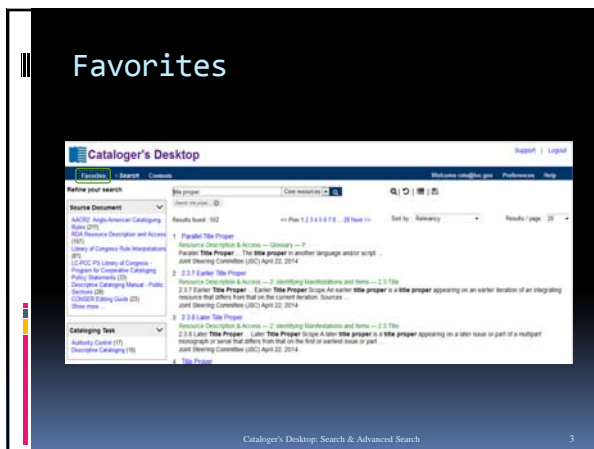 Favorites
Cataloger's Desktop
Support | Logout
Favorites > Search Contents
Welcome cntu@loc.gov Preferences Help
Refine your search
title proper
Core resources
Source Document
AACR2: Anglo-American Cataloguing Rules (211)
RDA Resource Description and Access (107)
Library of Congress Rule Interpretations (81)
LC-PCC PS Library of Congress - Program for Cooperative Cataloging Policy Statements (33)
Descriptive Cataloging Manual - Public Sections (28)
CONSER Editing Guide (23)
Show more ...
Cataloging Task
Authority Control (17)
Descriptive Cataloging (16)
Results found : 552
<< Prev 1 2 3 4 5 6 7 8 ... 28 Next >>
Sort by : Relevancy
Results / page : 20
1 Parallel Title Proper
Resource Description & Access — Glossary — P
Parallel Title Proper ... The title proper in another language and/or script ...
Joint Steering Committee (JSC) April 22, 2014
2 2.3.7 Earlier Title Proper
Resource Description & Access — 2: Identifying Manifestations and Items — 2.3 Title
2.3.7 Earlier Title Proper ... Earlier Title Proper Scope An earlier title proper is a title proper appearing on an earlier iteration of an integrating
resource that differs from that on the current iteration. Sources ...
Joint Steering Committee (JSC) April 22, 2014
3 2.3.8 Later Title Proper
Resource Description & Access — 2: Identifying Manifestations and Items — 2.3 Title
2.3.8 Later Title Proper ... Later Title Proper Scope A later title proper is a title proper appearing on a later issue or part of a multipart
monograph or serial that differs from that on the first or earliest issue or part ...
Joint Steering Committee (JSC) April 22, 2014
4 Title Proper
Cataloger's Desktop: Search & Advanced Search
3